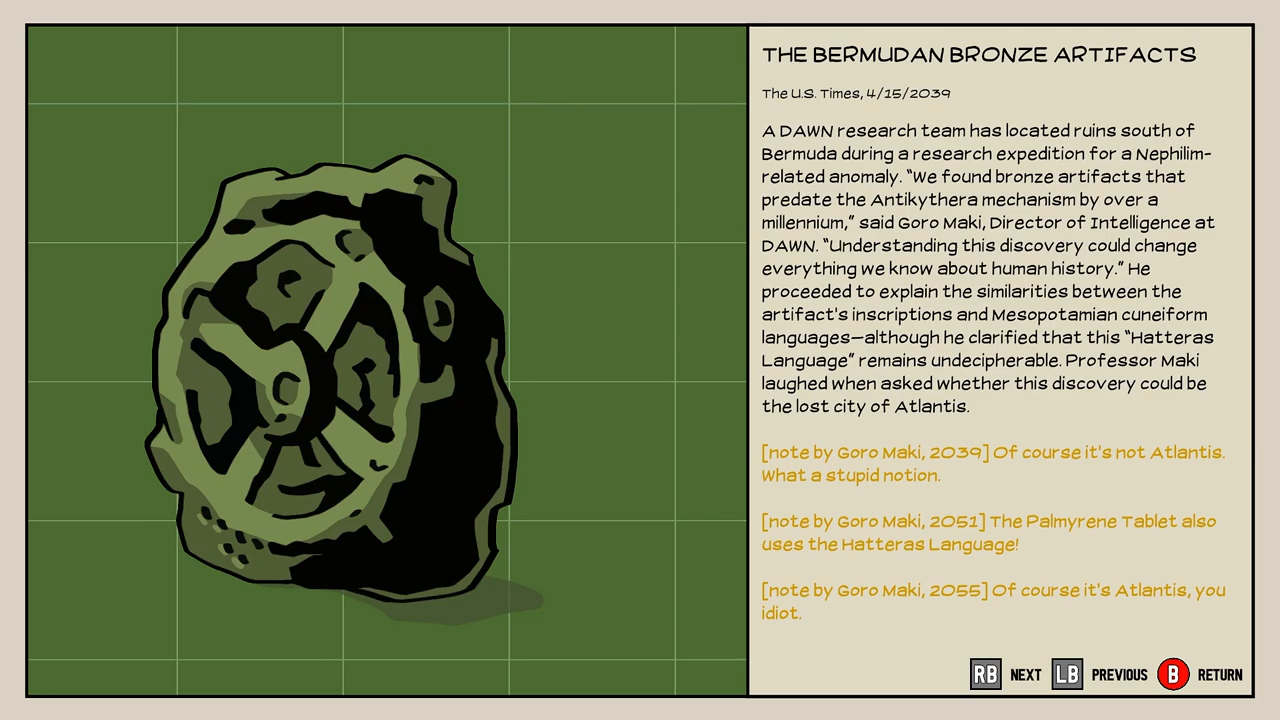 THE BERMUDAN BRONZE ARTIFACTS
The U.S. Times, 4/15/2039
A DAWN research team has located ruins south of
Bermuda during a research expedition for a Nephilim-
related anomaly. "We found bronze artifacts that
predate the Antikythera mechanism by over a
millennium," said Goro Maki, Director of Intelligence at
DAWN. "Understanding this discovery could change
everything we know about human history." He
proceeded to explain the similarities between the
artifact's inscriptions and Mesopotamian cuneiform
languages—although he clarified that this "Hatteras
Language" remains undecipherable. Professor Maki
laughed when asked whether this discovery could be
the lost city of Atlantis.
[note by Goro Maki, 2039] Of course it's not Atlantis.
What a stupid notion.
[note by Goro Maki, 2051] The Palmyrene Tablet also
uses the Hatteras Language!
[note by Goro Maki, 2055] Of course it's Atlantis, you
idiot.
RB NEXT LB PREVIOUS B RETURN